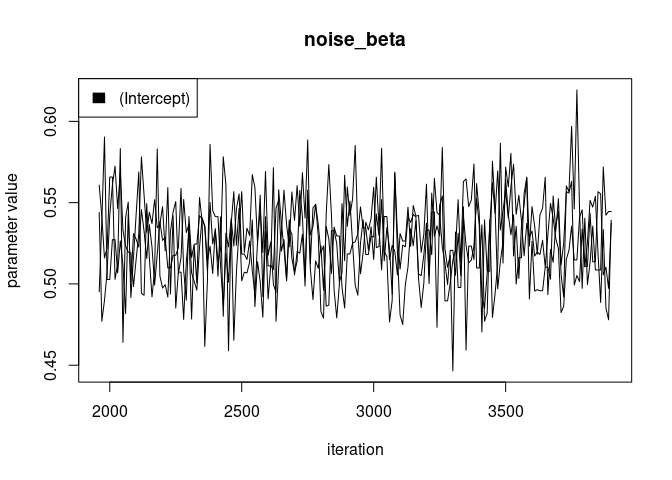 noise_beta
(Intercept)
parameter value
0.60
0.55
0.50
0.45
2000 2500 3000 3500
iteration